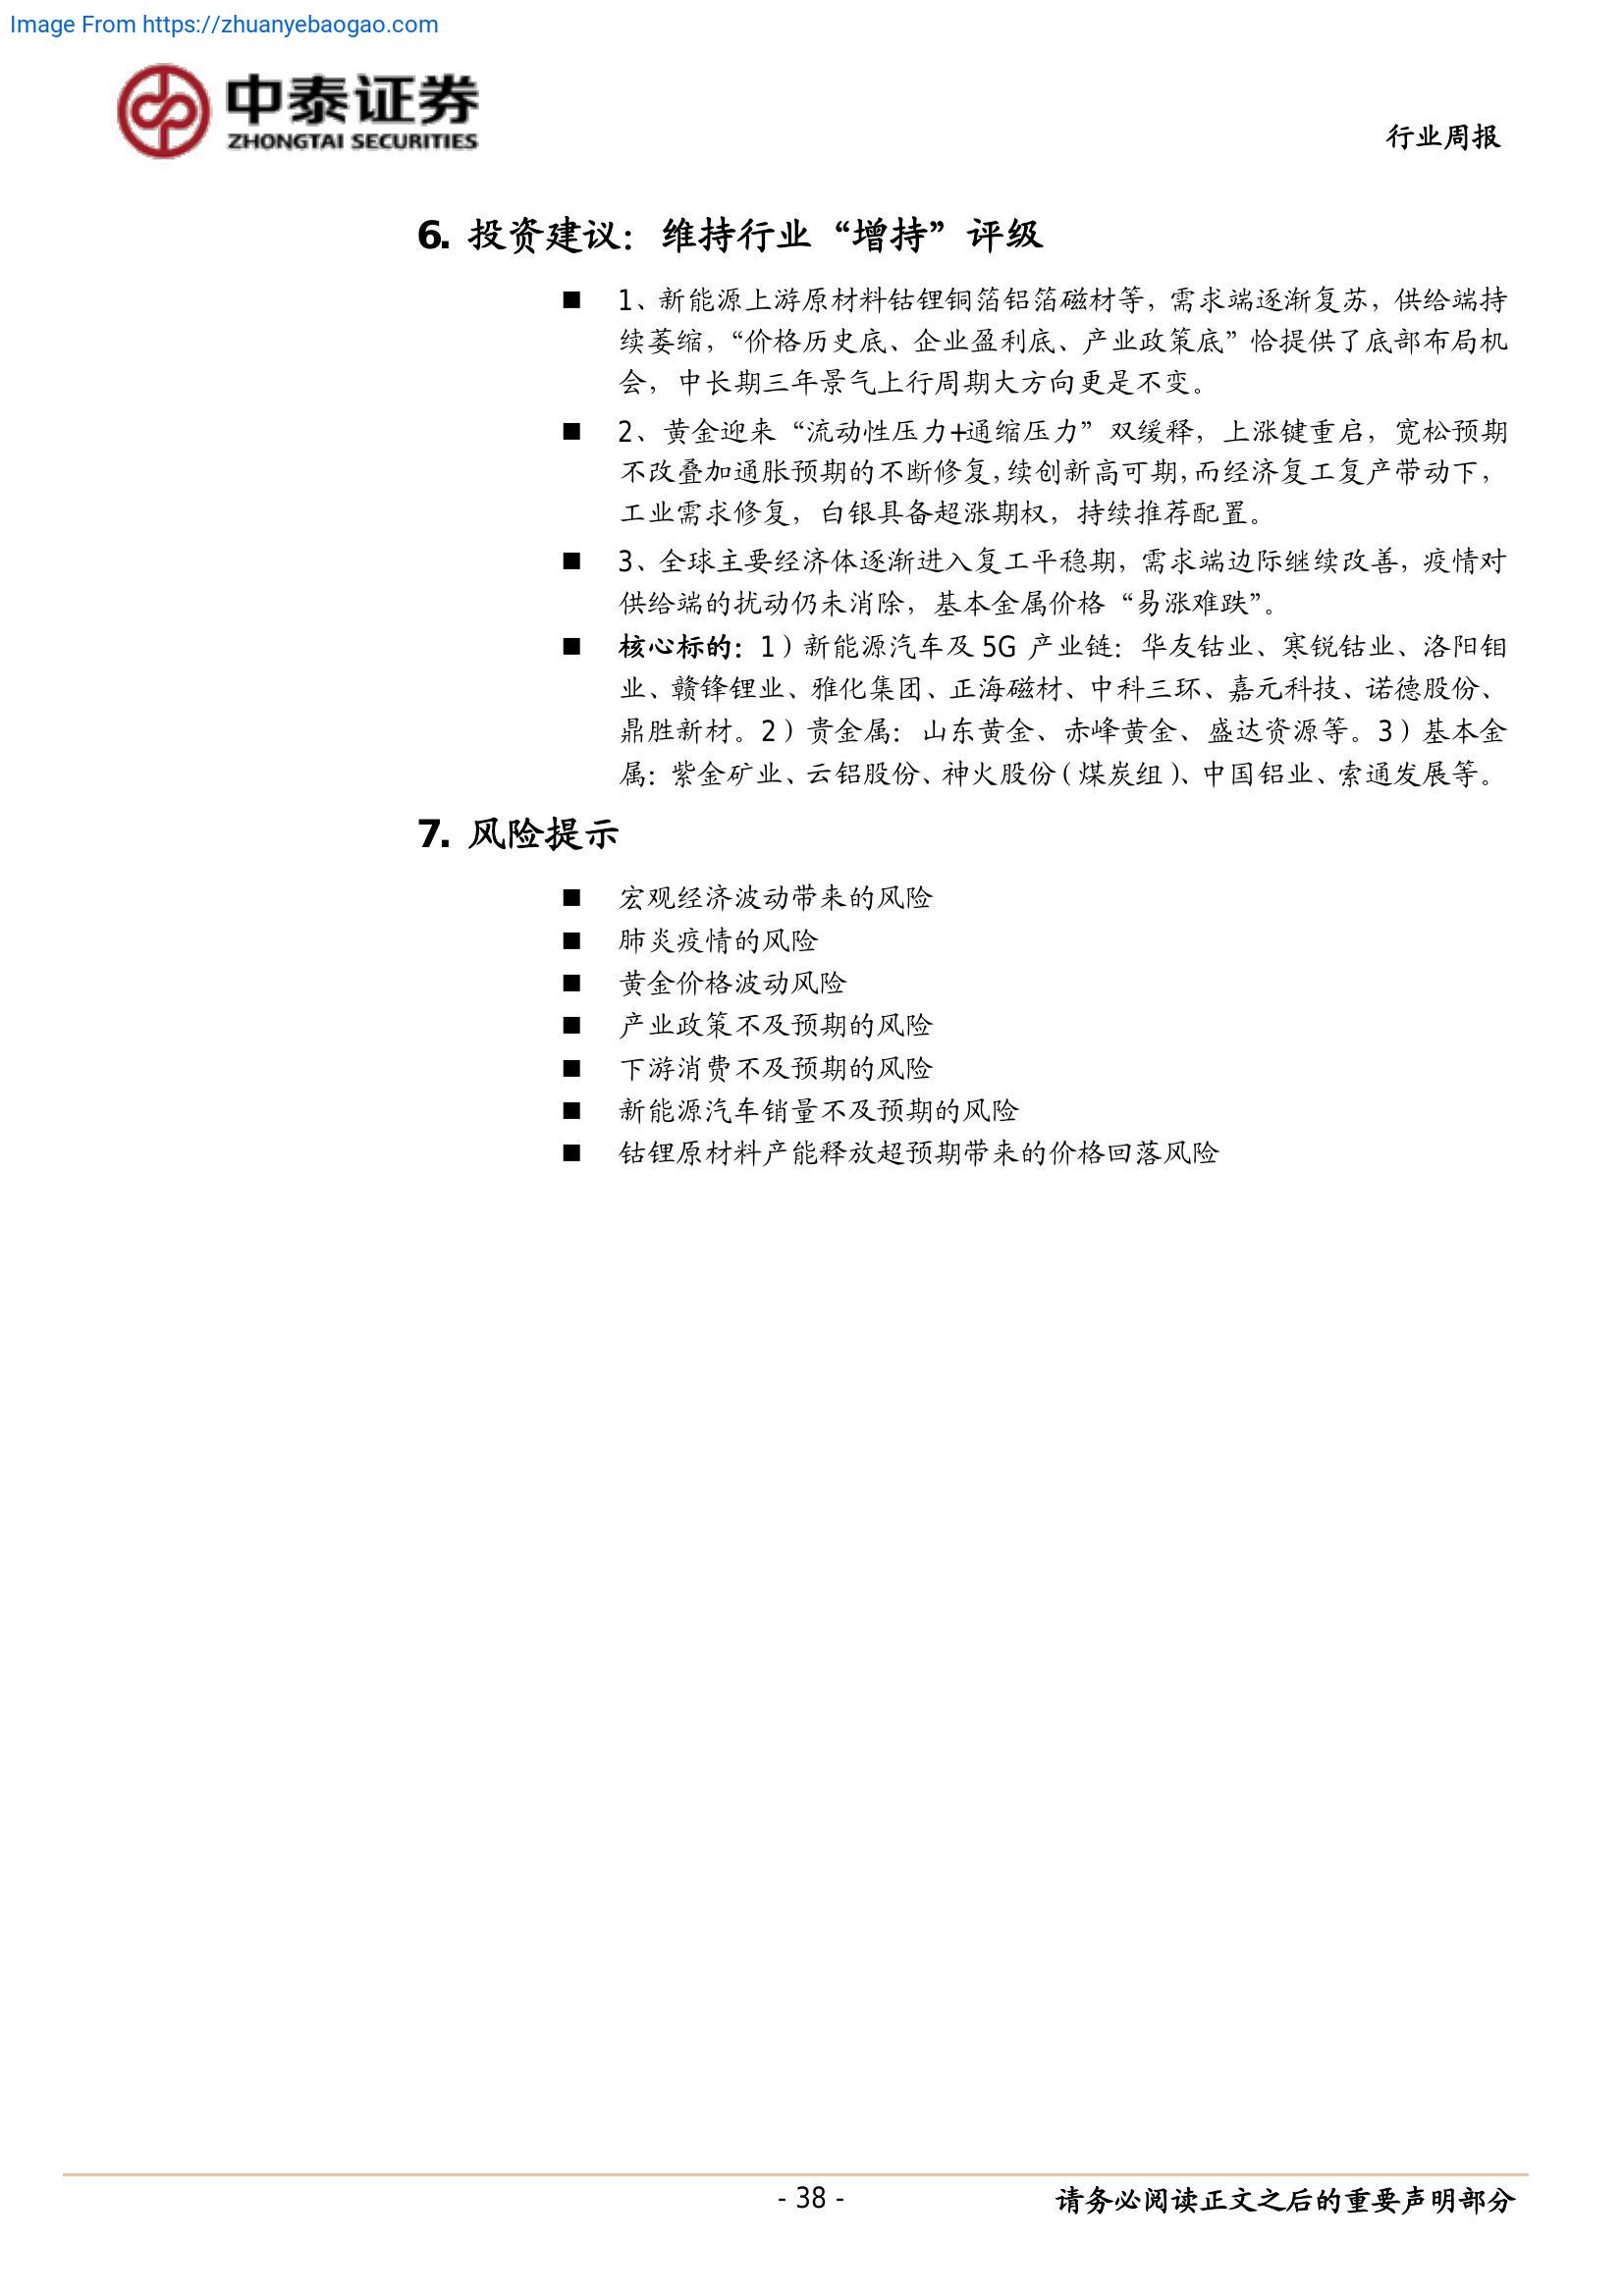 Image From https://zhuanyebaogao.com
中泰证券
ZHONGTAI SECURITIES
行业周报
6. 投资建议：维持行业“增持”评级
■ 1、新能源上游原材料钴锂铜箔铝箔磁材等，需求端逐渐复苏，供给端持
续萎缩，“价格历史底、企业盈利底、产业政策底”恰提供了底部布局机
会，中长期三年景气上行周期大方向更是不变。
■ 2、黄金迎来“流动性压力+通缩压力”双缓释，上涨键重启，宽松预期
不改叠加通胀预期的不断修复，续创新高可期，而经济复工复产带动下，
工业需求修复，白银具备超涨期权，持续推荐配置。
■ 3、全球主要经济体逐渐进入复工平稳期，需求端边际继续改善，疫情对
供给端的扰动仍未消除，基本金属价格“易涨难跌”。
■ 核心标的：1）新能源汽车及 5G 产业链：华友钴业、寒锐钴业、洛阳钼
业、赣锋锂业、雅化集团、正海磁材、中科三环、嘉元科技、诺德股份、
鼎胜新材。2）贵金属：山东黄金、赤峰黄金、盛达资源等。3）基本金
属：紫金矿业、云铝股份、神火股份（煤炭组）、中国铝业、索通发展等。
7. 风险提示
■ 宏观经济波动带来的风险
■ 肺炎疫情的风险
■ 黄金价格波动风险
■ 产业政策不及预期的风险
■ 下游消费不及预期的风险
■ 新能源汽车销量不及预期的风险
■ 钴锂原材料产能释放超预期带来的价格回落风险
- 38 -
请务必阅读正文之后的重要声明部分